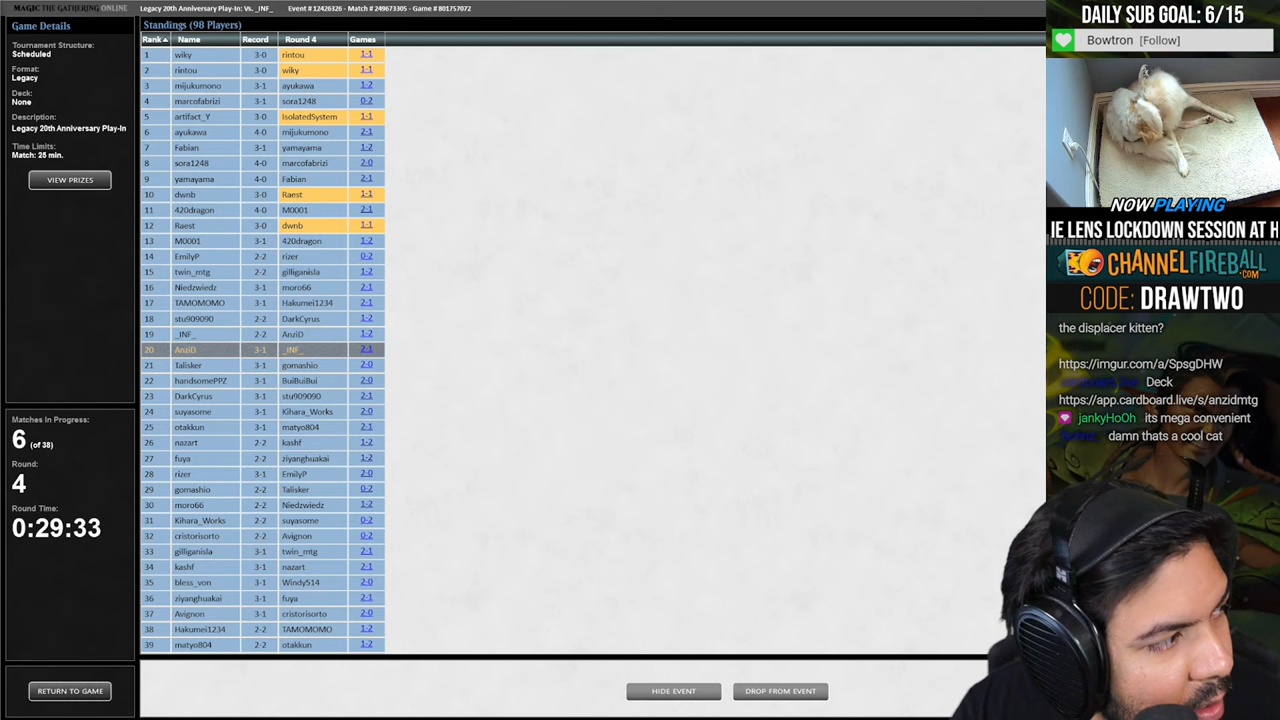 MAGIC THE GATHERING ONLINE
Legacy 20th Anniversary Play-In: Vs. _INF_ Event # 12426326 - Match # 249673305 - Game # 801757072
Game Details
Tournament Structure:
Scheduled
Format:
Legacy
Deck:
None
Description:
Legacy 20th Anniversary Play-In
Time Limits:
Match: 25 min.
VIEW PRIZES
Matches In Progress:
6 (of 38)
Round:
4
Round Time:
0:29:33
RETURN TO GAME
Standings (98 Players)
Rank Name Record Round 4 Games
1 wiky 3-0 rintou 1-1
2 rintou 3-0 wiky 1-1
3 mijukumono 3-1 ayukawa 1-2
4 marcofabrizi 3-1 sora1248 0-2
5 artifact_Y 3-0 IsolatedSystem 1-1
6 ayukawa 4-0 mijukumono 2-1
7 Fabian 3-1 yamayama 1-2
8 sora1248 4-0 marcofabrizi 2-0
9 yamayama 4-0 Fabian 2-1
10 dwnb 3-0 Raest 1-1
11 420dragon 4-0 M0001 2-1
12 Raest 3-0 dwnb 1-1
13 M0001 3-1 420dragon 1-2
14 EmilyP 2-2 rizer 0-2
15 twin_mtg 2-2 gilliganisla 1-2
16 Niedzwiedz 3-1 moro66 2-1
17 TAMOMOMO 3-1 Hakumei1234 2-1
18 stu909090 2-2 DarkCyrus 1-2
19 _INF_ 2-2 AnziD 1-2
20 AnziD 3-1 _INF_ 2-1
21 Talisker 3-1 gomashio 2-0
22 handsomePPZ 3-1 BuiBuiBui 2-0
23 DarkCyrus 3-1 stu909090 2-1
24 suyasome 3-1 Kihara_Works 2-0
25 otakkun 3-1 matyo804 2-1
26 nazart 2-2 kashf 1-2
27 fuya 2-2 ziyanghuakai 1-2
28 rizer 3-1 EmilyP 2-0
29 gomashio 2-2 Talisker 0-2
30 moro66 2-2 Niedzwiedz 1-2
31 Kihara_Works 2-2 suyasome 0-2
32 cristorisorto 2-2 Avignon 0-2
33 gilliganisla 3-1 twin_mtg 2-1
34 kashf 3-1 nazart 2-1
35 bless_von 3-1 Windy514 2-0
36 ziyanghuakai 3-1 fuya 2-1
37 Avignon 3-1 cristorisorto 2-0
38 Hakumei1234 2-2 TAMOMOMO 1-2
39 matyo804 2-2 otakkun 1-2
HIDE EVENT DROP FROM EVENT
DAILY SUB GOAL: 6/15
Bowtron [Follow]
NOW PLAYING
IE LENS LOCKDOWN SESSION AT H
CHANNELFIREBALL.COM
CODE: DRAWTWO
the displacer kitten?
https://imgur.com/a/SpsgDHW
Deck
https://app.cardboard.live/s/anzidmtg
jankyHoOh its mega convenient
damn thats a cool cat